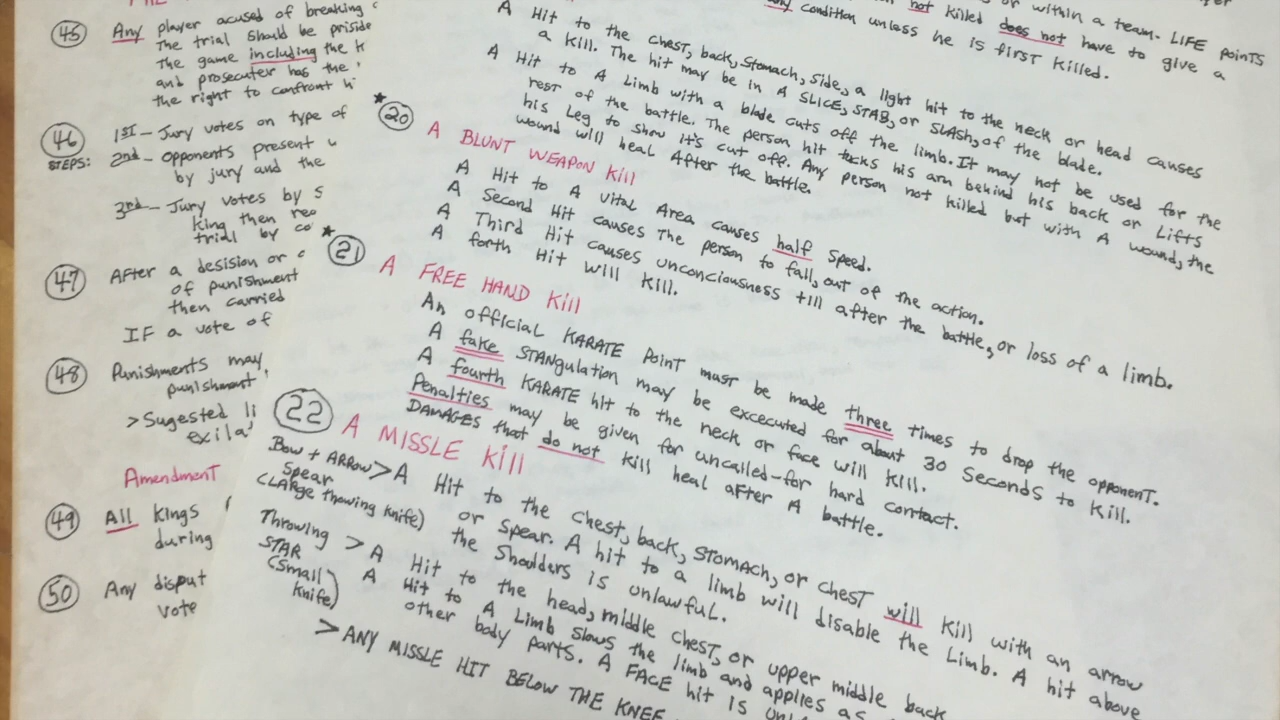 45 Any player acused of breaking
The trial should be
The game including the
and prosecuter has the
the right to confront
46 1st - Jury votes on type of
STEPS: 2nd - Opponents present
by jury and the
3rd - Jury votes by
king then
trial by
47 After a desision or
of punishment
then carried
IF a vote of
48 Punishments may
punishment
> Sugested
Amendment
49 All kings
during
50 Any
vote
or within a team. LIFE points
not killed does not have to give a
any condition unless he is first killed.
A Hit to the chest, back, stomach, side, a light hit to the neck or head causes
a kill. The hit may be in A SLICE, STAB, or SLASh, of the blade.
A Hit to A Limb with a blade cuts off the limb. It may not be used for the
rest of the battle. The person hit tucks his arm behind his back or Lifts
his Leg to show it's cut off. Any person not killed but with A wound, the
wound will heal After the battle.
* 20 A BLUNT WEAPON Kill
A Hit to A Vital Area causes half speed.
A Second Hit causes The person to fall, out of the action.
A Third Hit causes unconciousness till after the battle, or loss of a limb.
A forth Hit will Kill.
* 21 A FREE HAND Kill
An official KARATE Point must be made three times to drop the opponent.
A fake STANgulation may be excecuted for about 30 seconds to Kill.
A fourth KARATE hit to the neck or face will Kill.
Penalties may be given for uncalled-for hard contact.
DAMAGES that do not Kill heal after A battle.
22 A MISSLE Kill
Bow + ARROW > A Hit to the Chest, back, Stomach, or chest will Kill with an arrow
Spear or Spear. A hit to a limb will disable the Limb. A hit above
(LARge thowing knife) the Shoulders is unlawful.
Throwing > A Hit to the head, middle chest, or upper middle back
STAR A Hit to A Limb slows the limb and applies as
(Small knife) other body parts. A FACE hit is
> ANY MISSLE HIT BELOW THE KNEE